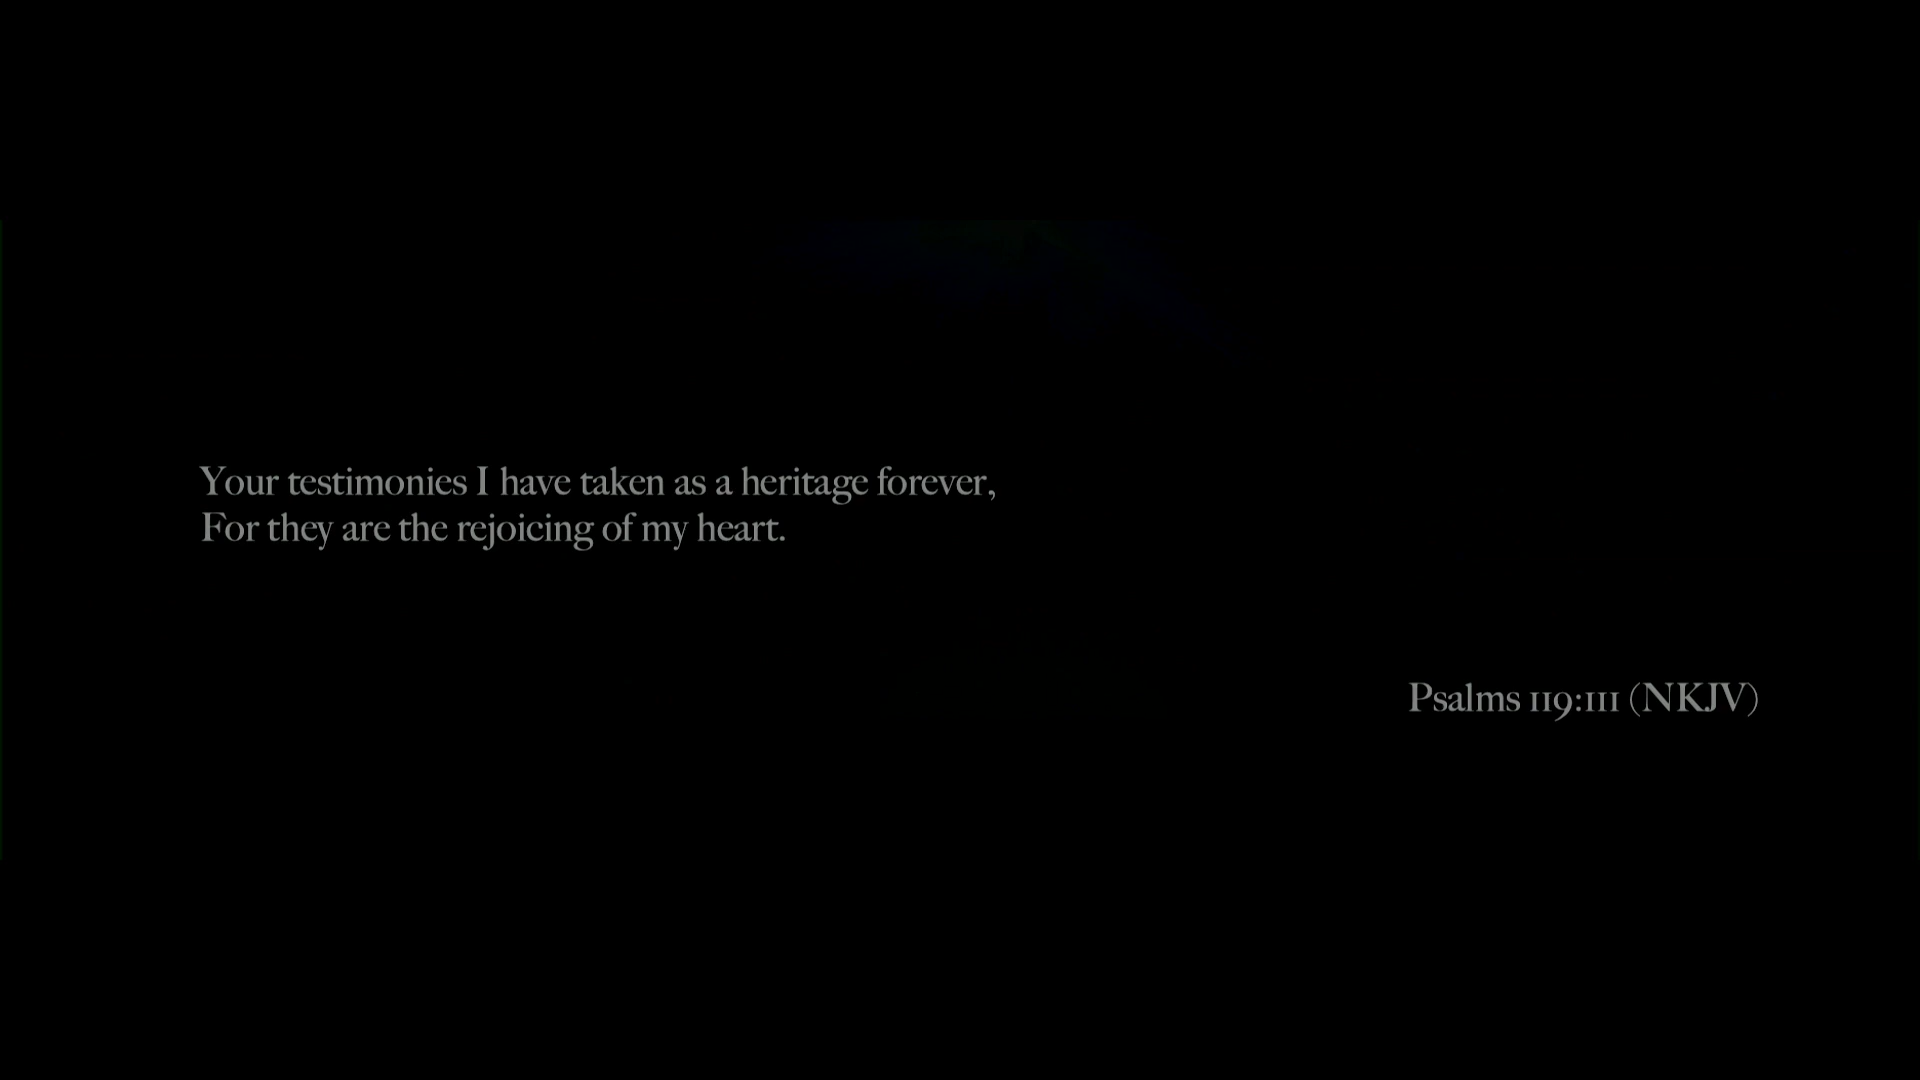 Your testimonies I have taken as a heritage forever,
For they are the rejoicing of my heart.
Psalms 119:111 (NKJV)